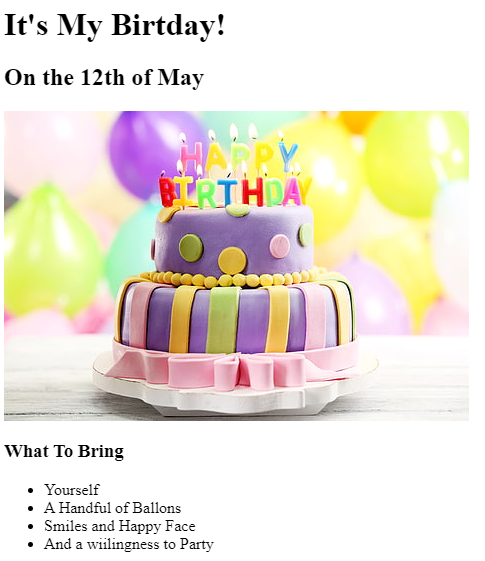 It's My Birtday!
On the 12th of May
HAPPY
BIRTHDAY
What To Bring
Yourself
A Handful of Ballons
Smiles and Happy Face
And a wiilingness to Party